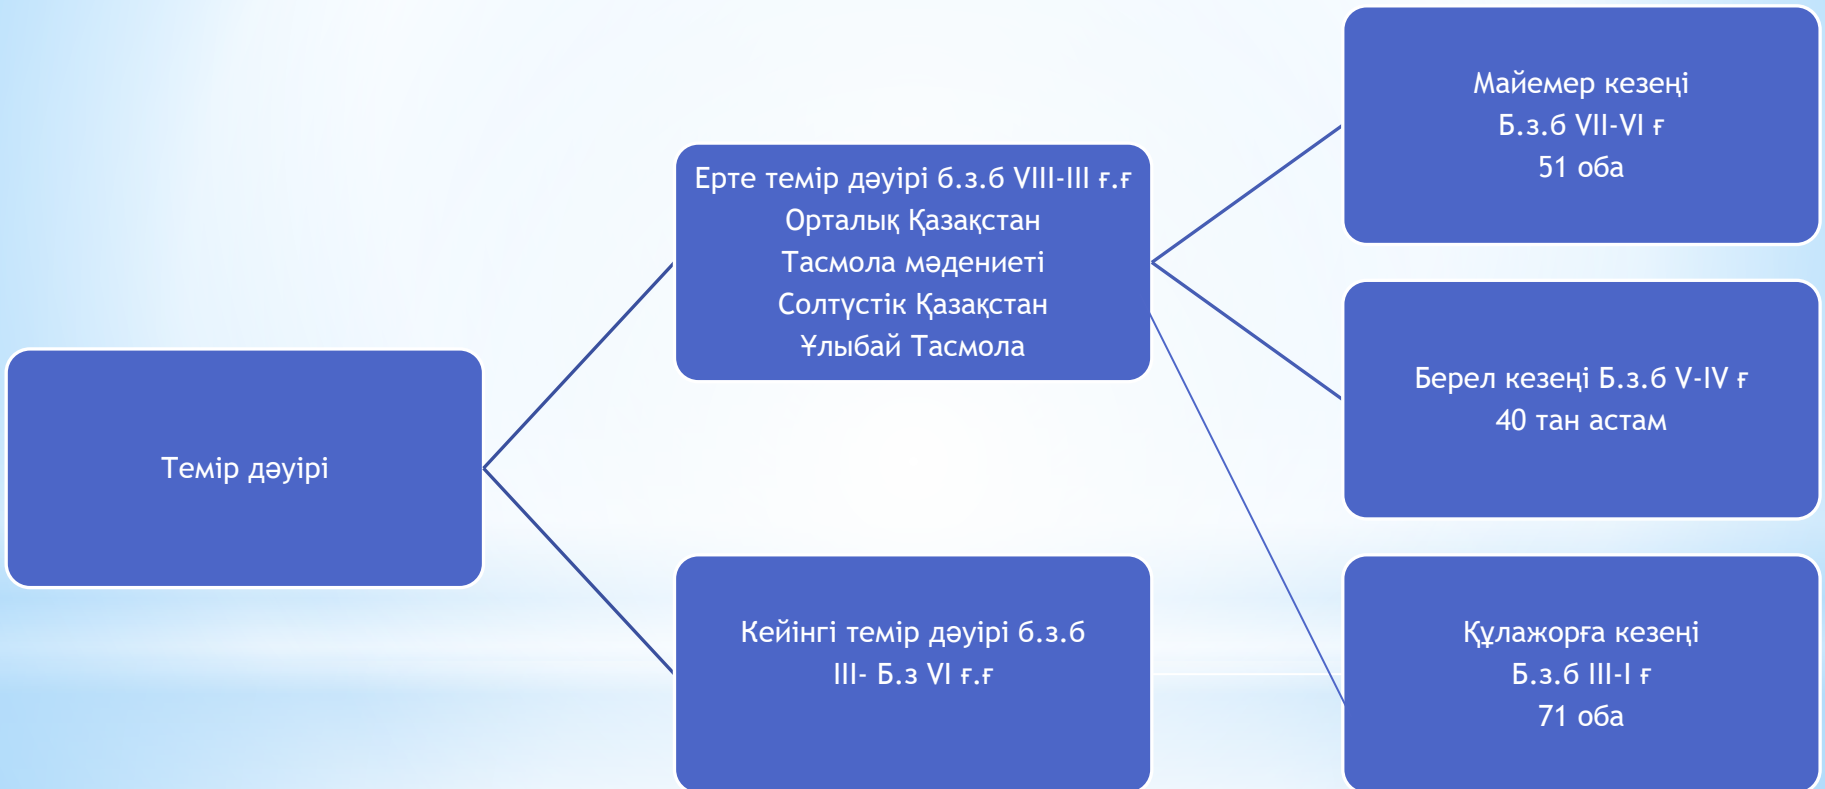 Темір дәуірі
Ерте темір дәуірі б.з.б VIII-III ғ.ғ
Орталық Қазақстан
Тасмола мәдениеті
Солтүстік Қазақстан
Ұлыбай Тасмола
Кейінгі темір дәуірі б.з.б
III- Б.з VI ғ.ғ
Майемер кезеңі
Б.з.б VII-VI ғ
51 оба
Берел кезеңі Б.з.б V-IV ғ
40 тан астам
Құлажорға кезеңі
Б.з.б III-I ғ
71 оба